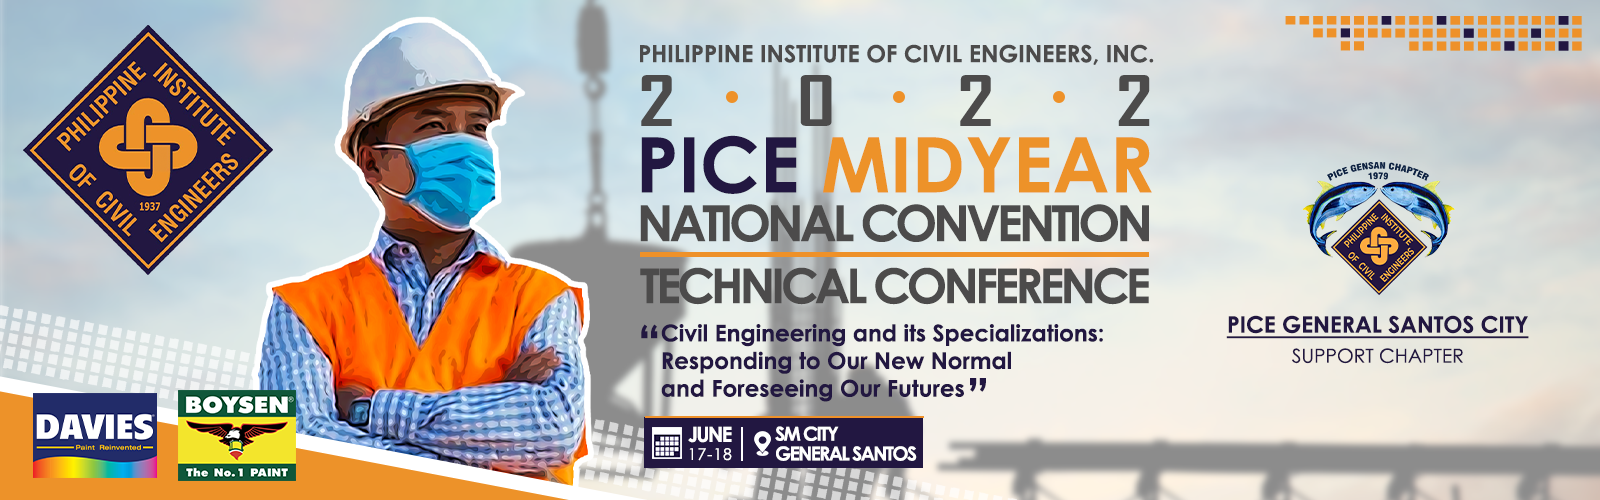 PHILIPPINE INSTITUTE
OF CIVIL ENGINEERS
1937
PHILIPPINE INSTITUTE OF CIVIL ENGINEERS, INC.
2 • 0 • 2 • 2
PICE MIDYEAR
NATIONAL CONVENTION
TECHNICAL CONFERENCE
“Civil Engineering and its Specializations:
Responding to Our New Normal
and Foreseeing Our Futures”
JUNE
17-18
SM CITY
GENERAL SANTOS
PICE GENSAN CHAPTER
1979
PHILIPPINE INSTITUTE
OF CIVIL ENGINEERS
PICE GENERAL SANTOS CITY
SUPPORT CHAPTER
DAVIES
Paint Reinvented
BOYSEN®
The No.1 PAINT